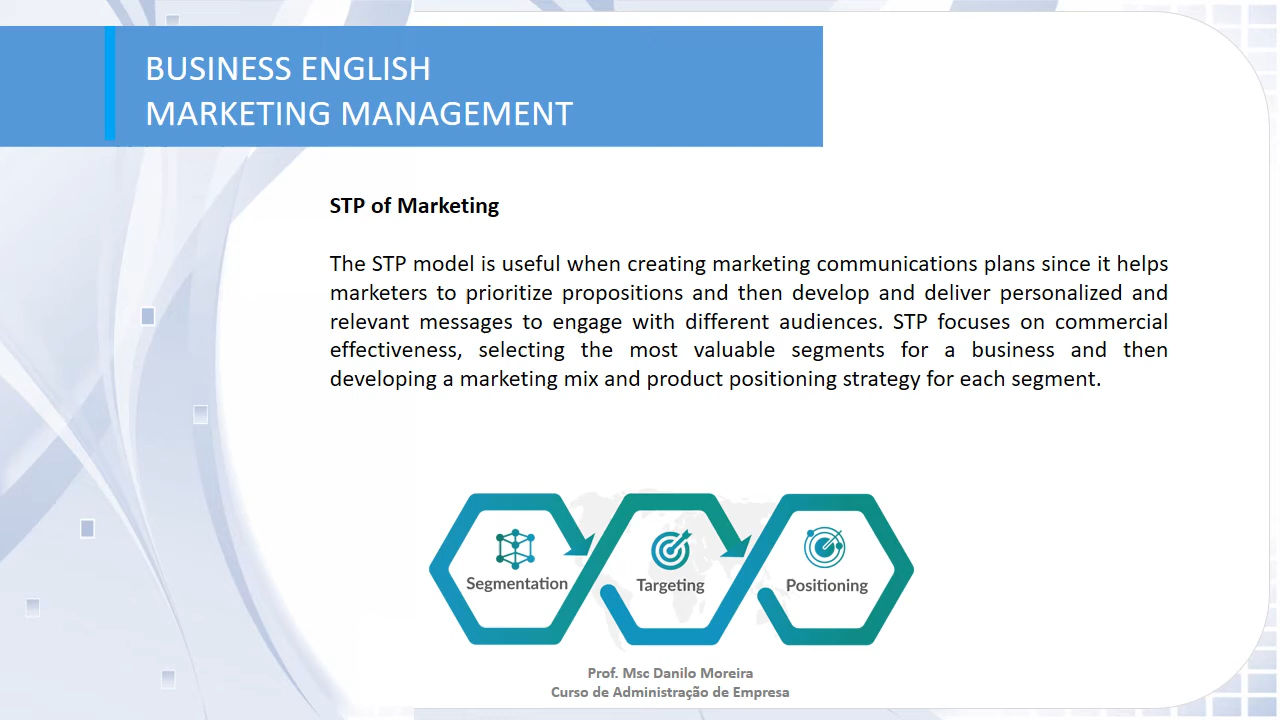 BUSINESS ENGLISH
MARKETING MANAGEMENT
STP of Marketing
The STP model is useful when creating marketing communications plans since it helps
marketers to prioritize propositions and then develop and deliver personalized and
relevant messages to engage with different audiences. STP focuses on commercial
effectiveness, selecting the most valuable segments for a business and then
developing a marketing mix and product positioning strategy for each segment.
Segmentation
Targeting
Positioning
Prof. Msc Danilo Moreira
Curso de Administração de Empresa